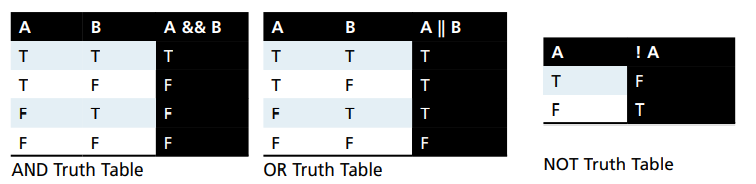 A B A && B
T T T
T F F
F T F
F F F
AND Truth Table
A B A || B
T T T
T F T
F T T
F F F
OR Truth Table
A ! A
T F
F T
NOT Truth Table